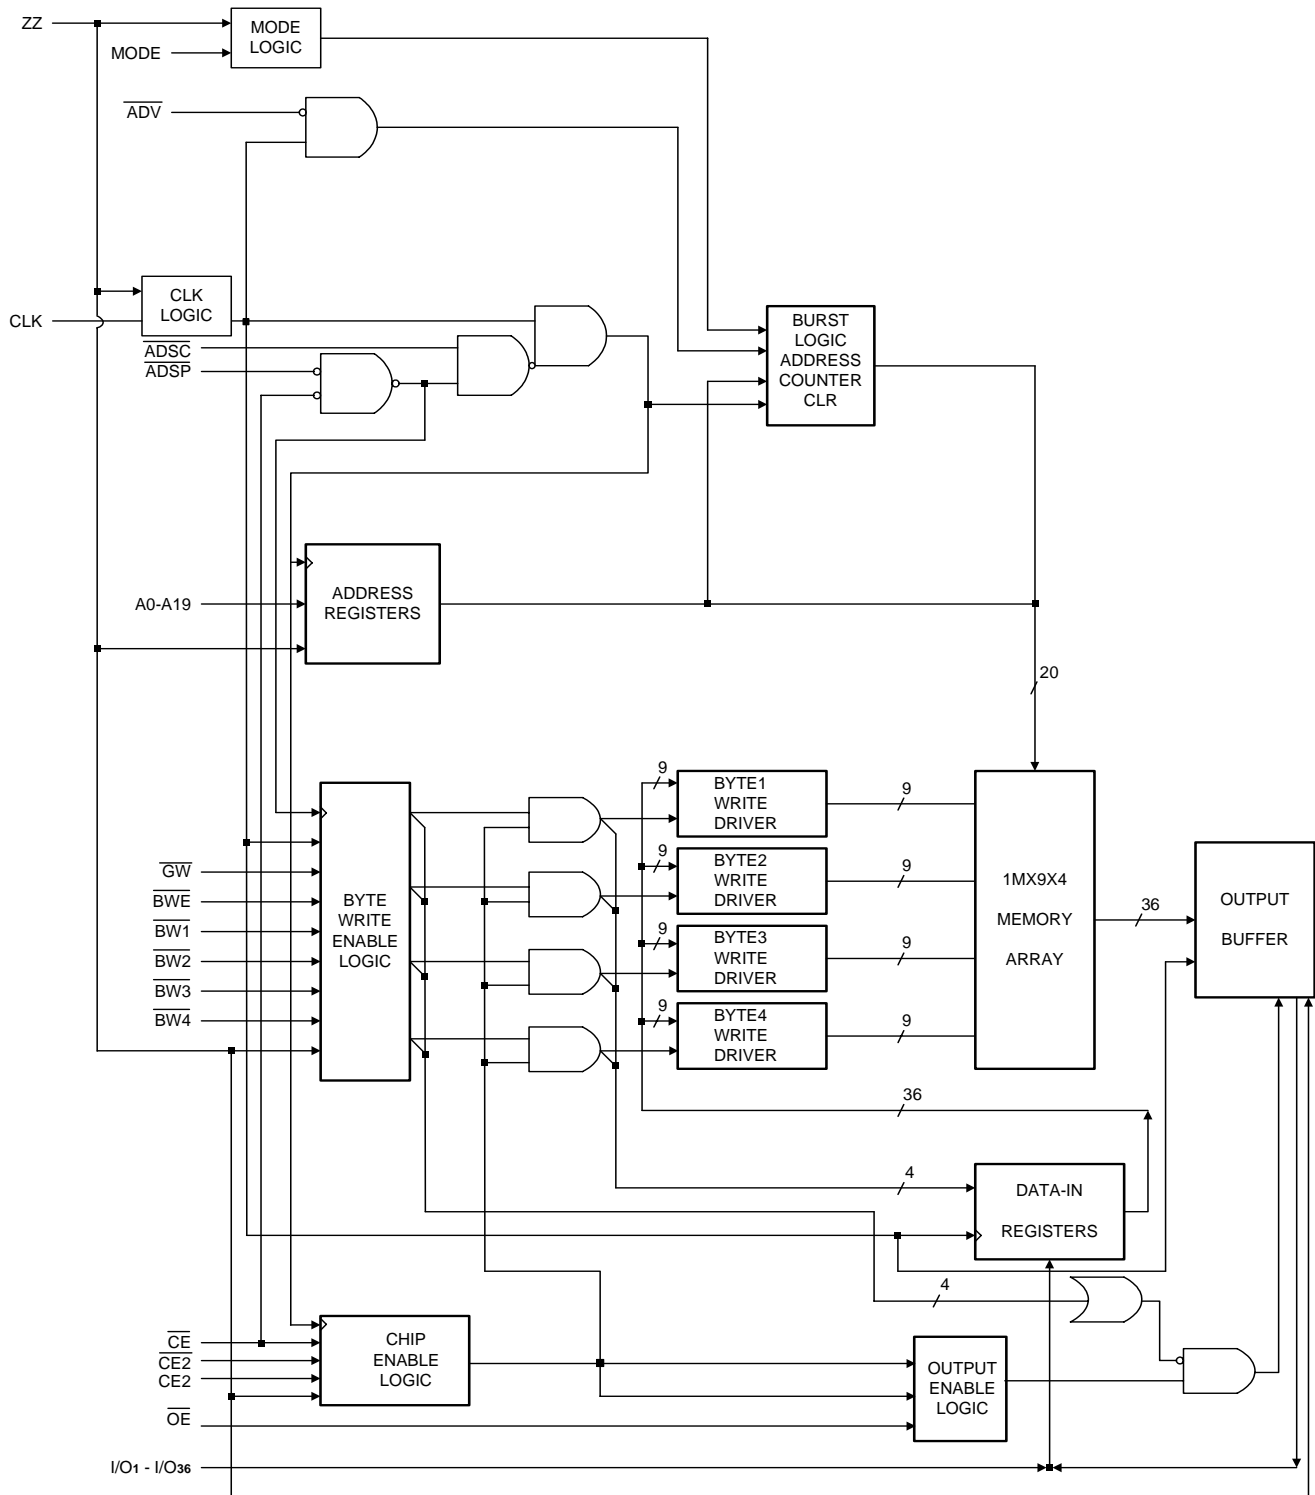 ZZ
MODE
LOGIC
MODE
ADV
CLK
LOGIC
CLK
ADSC
ADSP
BURST
LOGIC
ADDRESS
COUNTER
CLR
A0-A19
ADDRESS
REGISTERS
20
GW
BWE
BW1
BW2
BW3
BW4
BYTE
WRITE
ENABLE
LOGIC
9
BYTE1
WRITE
DRIVER
9
9
BYTE2
WRITE
DRIVER
9
9
BYTE3
WRITE
DRIVER
9
9
BYTE4
WRITE
DRIVER
9
1MX9X4
MEMORY
ARRAY
36
OUTPUT
BUFFER
36
4
DATA-IN
REGISTERS
4
CE
CE2
CE2
CHIP
ENABLE
LOGIC
OUTPUT
ENABLE
LOGIC
OE
I/O1 - I/O36